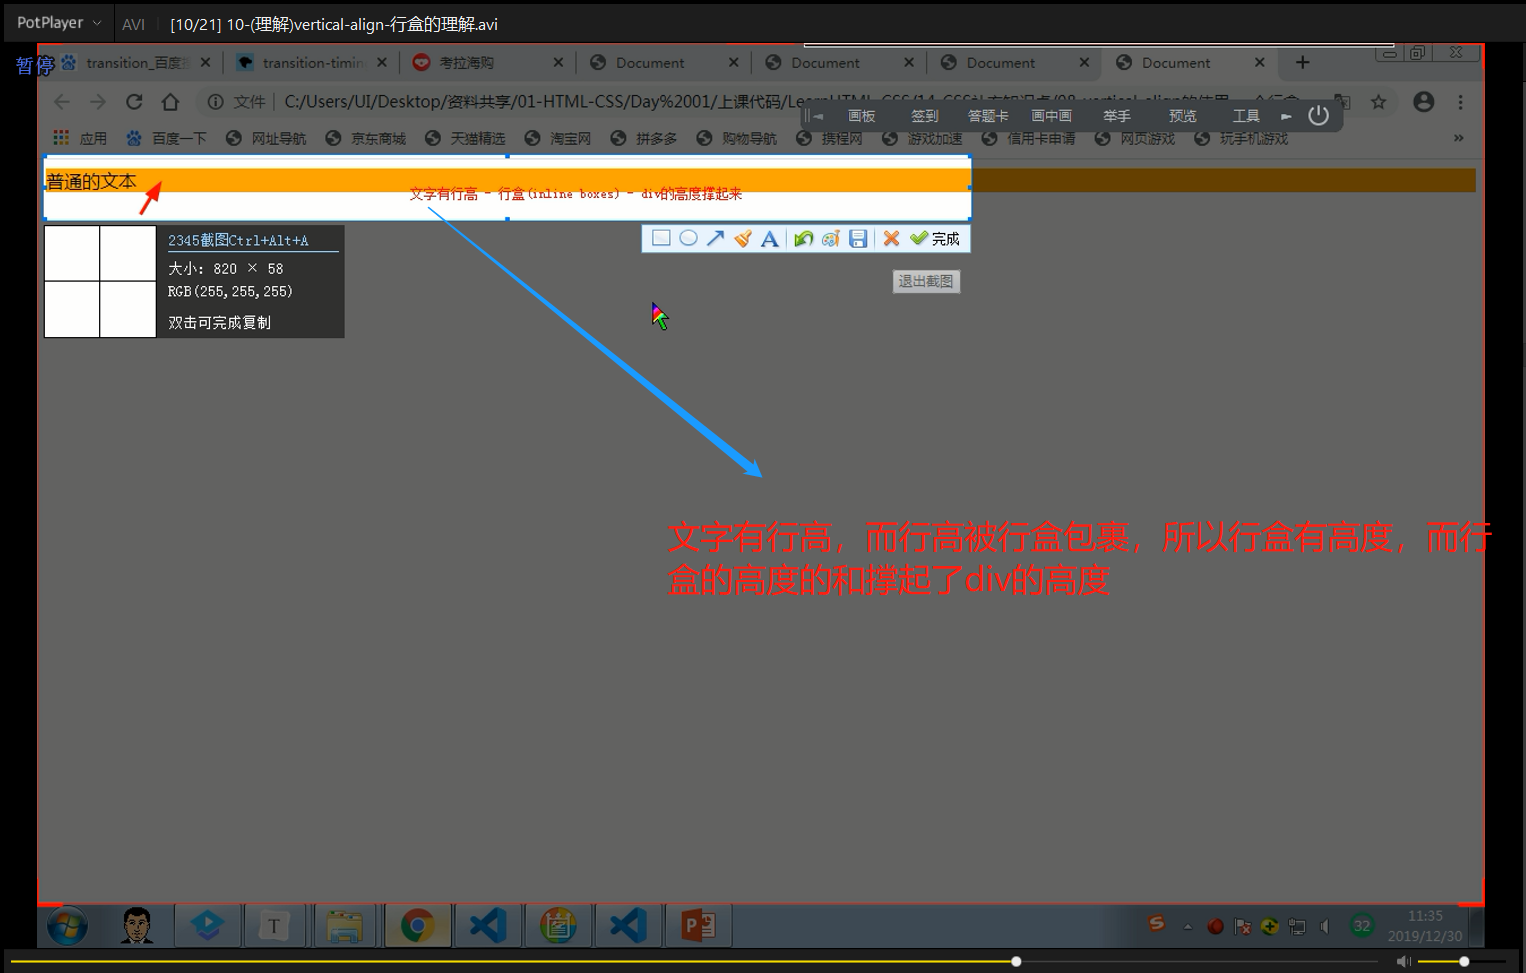 PotPlayer AVI [10/21] 10-(理解)vertical-align-行盒的理解.avi
暂停
transition_百度 transition-timin 考拉海购 Document Document Document Document
文件 C:/Users/UI/Desktop/资料共享/01-HTML-CSS/Day%2001/上课代码/
画板 签到 答题卡 画中画 举手 预览 工具
应用 百度一下 网址导航 京东商城 天猫精选 淘宝网 拼多多 购物导航 携程网 游戏加速 信用卡申请 网页游戏 玩手机游戏 »
普通的文本
文字有行高 - 行盒(inline boxes) - div的高度撑起来
2345截图Ctrl+Alt+A
大小: 820 × 58
RGB(255,255,255)
双击可完成复制
完成
退出截图
文字有行高，而行高被行盒包裹，所以行盒有高度，而行
盒的高度的和撑起了div的高度
32
11:35
2019/12/30